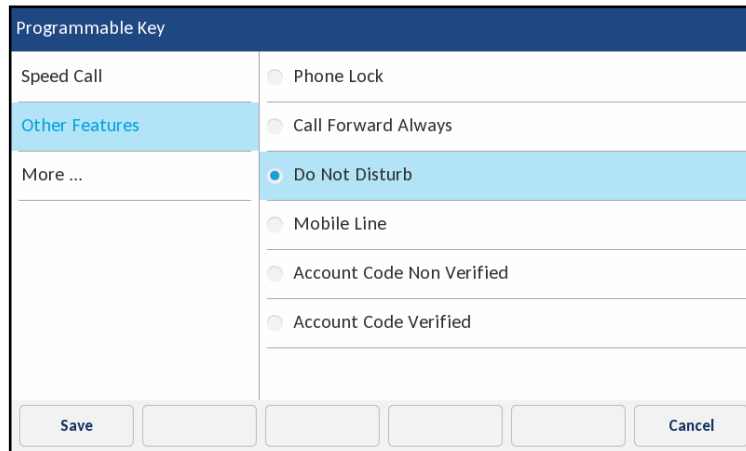 Programmable Key
Speed Call
Other Features
More ...
Phone Lock
Call Forward Always
Do Not Disturb
Mobile Line
Account Code Non Verified
Account Code Verified
Save
Cancel